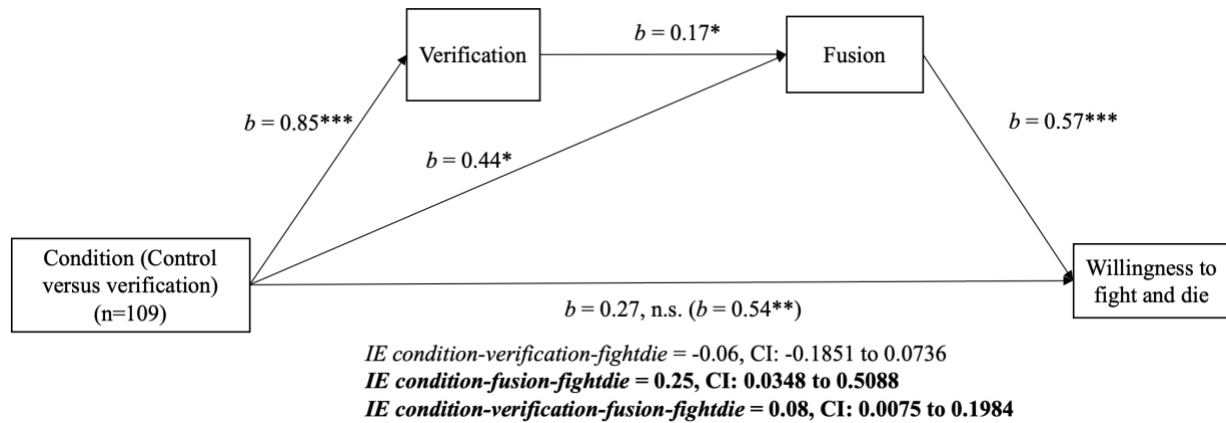 b = 0.17*
Verification
Fusion
b = 0.85***
b = 0.57***
b = 0.44*
Condition (Control
versus verification)
(n=109)
Willingness to
fight and die
b = 0.27, n.s. (b = 0.54**)
IE condition-verification-fightdie = -0.06, CI: -0.1851 to 0.0736
IE condition-fusion-fightdie = 0.25, CI: 0.0348 to 0.5088
IE condition-verification-fusion-fightdie = 0.08, CI: 0.0075 to 0.1984